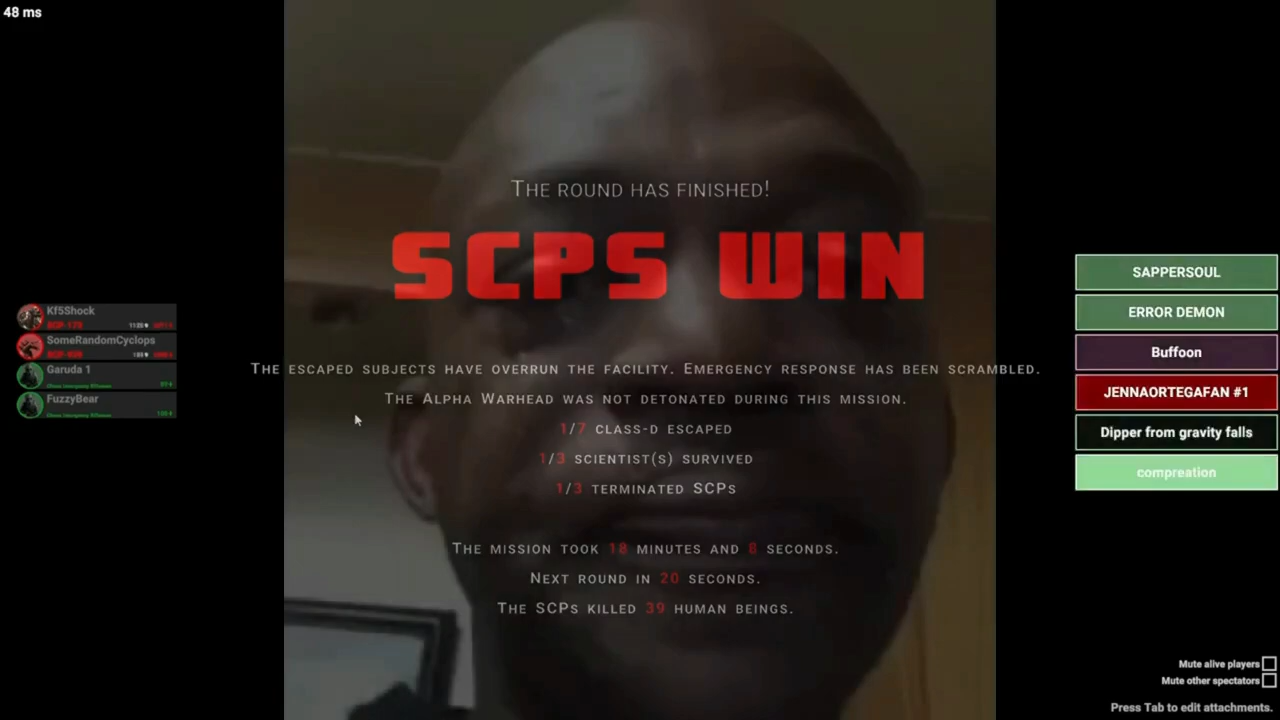 48 ms
THE ROUND HAS FINISHED!
SCPS WIN
THE ESCAPED SUBJECTS HAVE OVERRUN THE FACILITY. EMERGENCY RESPONSE HAS BEEN SCRAMBLED.
THE ALPHA WARHEAD WAS NOT DETONATED DURING THIS MISSION.
1/7 CLASS-D ESCAPED
1/3 SCIENTIST(S) SURVIVED
1/3 TERMINATED SCPS
THE MISSION TOOK 18 MINUTES AND 8 SECONDS.
NEXT ROUND IN 20 SECONDS.
THE SCPS KILLED 39 HUMAN BEINGS.
Kf5Shock
SomeRandomCyclops
Garuda 1
FuzzyBear
SAPPERSOUL
ERROR DEMON
Buffoon
JENNAORTEGAFAN #1
Dipper from gravity falls
compreation
Mute alive players
Mute other spectators
Press Tab to edit attachments.